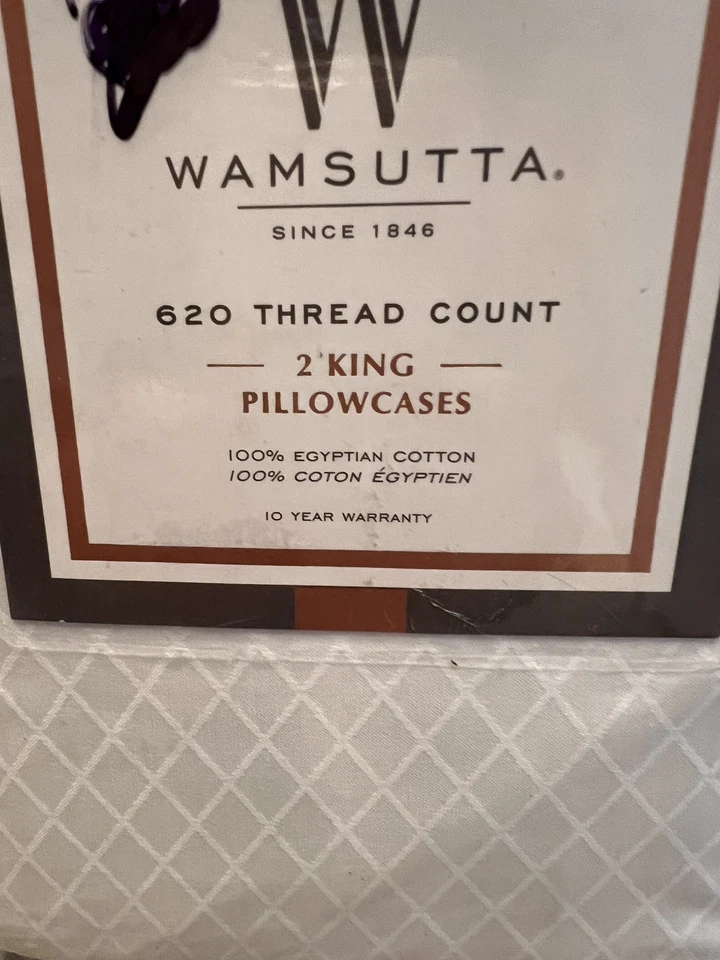 W
WAMSUTTA®
SINCE 1846
620 THREAD COUNT
2 KING
PILLOWCASES
100% EGYPTIAN COTTON
100% COTON ÉGYPTIEN
10 YEAR WARRANTY